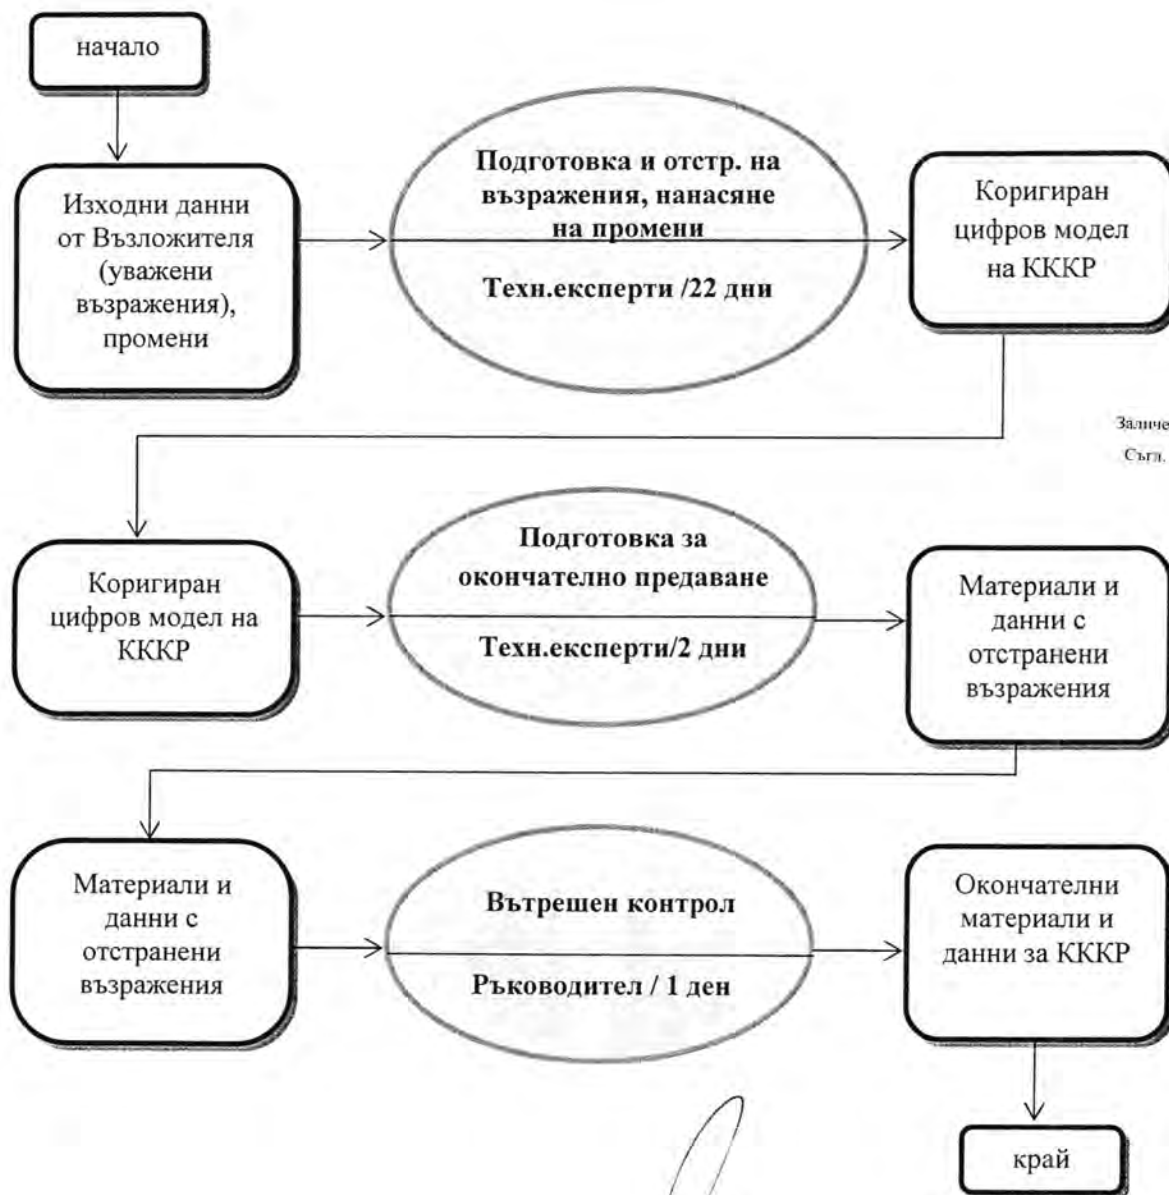 начало
Изходни данни
от Възложителя
(уважени
възражения),
промени
Подготовка и отстр. на
възражения, нанасяне
на промени
Техн.експерти /22 дни
Коригиран
цифров модел
на КККР
Заличе
Съгл.
Коригиран
цифров модел на
КККР
Подготовка за
окончателно предаване
Техн.експерти/2 дни
Материали и
данни с
отстранени
възражения
Материали и
данни с
отстранени
възражения
Вътрешен контрол
Ръководител / 1 ден
Окончателни
материали и
данни за КККР
край